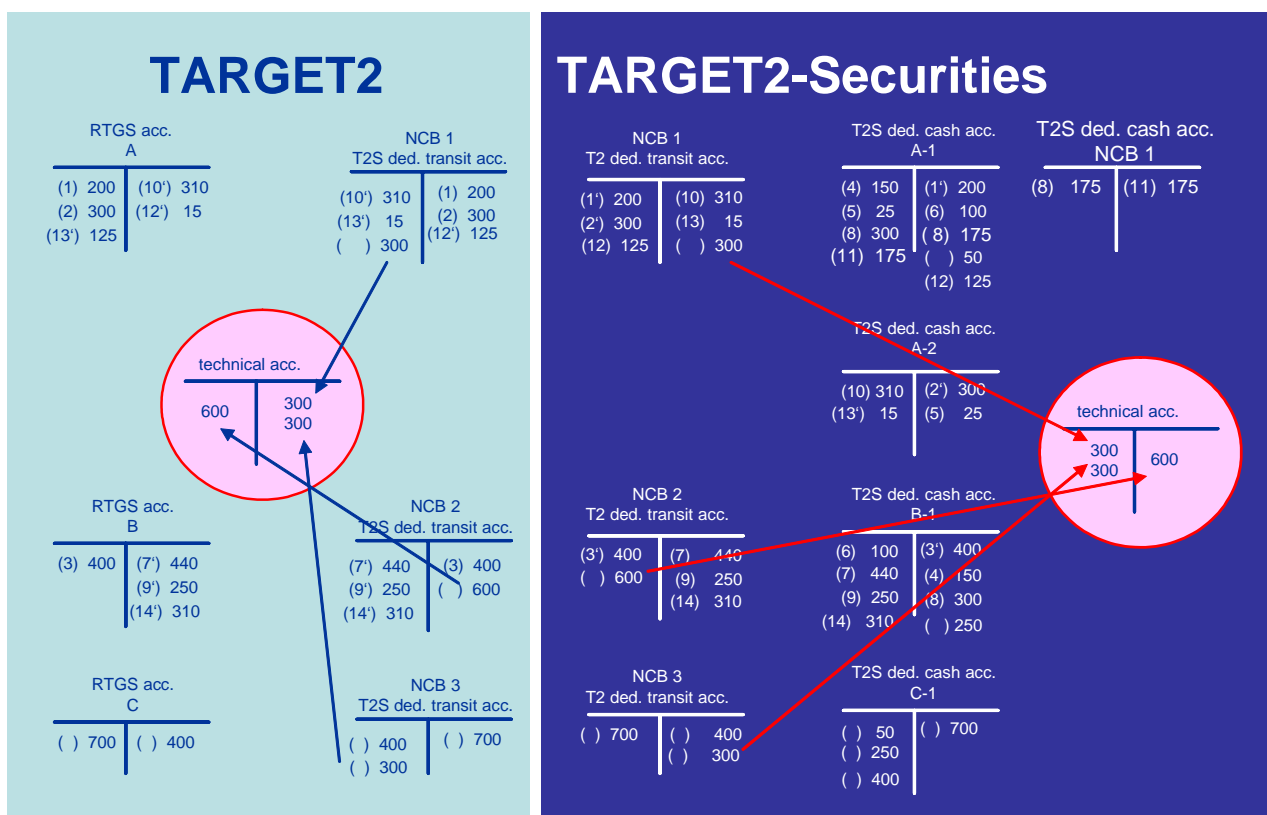 TARGET2
RTGS acc.
A
(1) 200 (10‘) 310
(2) 300 (12‘) 15
(13‘) 125
NCB 1
T2S ded. transit acc.
(10‘) 310 (1) 200
(13‘) 15 (2) 300
( ) 300 (12‘) 125
technical acc.
600 300
300
RTGS acc.
B
(3) 400 (7‘) 440
(9‘) 250
(14‘) 310
NCB 2
T2S ded. transit acc.
(7‘) 440 (3) 400
(9‘) 250 ( ) 600
(14‘) 310
RTGS acc.
C
( ) 700 ( ) 400
NCB 3
T2S ded. transit acc.
( ) 400 ( ) 700
( ) 300
TARGET2-Securities
NCB 1
T2 ded. transit acc.
(1‘) 200 (10) 310
(2‘) 300 (13) 15
(12) 125 ( ) 300
T2S ded. cash acc.
A-1
(4) 150 (1‘) 200
(5) 25 (6) 100
(8) 300 ( 8) 175
(11) 175 ( ) 50
(12) 125
T2S ded. cash acc.
NCB 1
(8) 175 (11) 175
T2S ded. cash acc.
A-2
(10) 310 (2‘) 300
(13‘) 15 (5) 25
technical acc.
300 600
300
NCB 2
T2 ded. transit acc.
(3‘) 400 (7) 440
( ) 600 (9) 250
(14) 310
T2S ded. cash acc.
B-1
(6) 100 (3‘) 400
(7) 440 (4) 150
(9) 250 (8) 300
(14) 310 ( ) 250
NCB 3
T2 ded. transit acc.
( ) 700 ( ) 400
( ) 300
T2S ded. cash acc.
C-1
( ) 50 ( ) 700
( ) 250
( ) 400